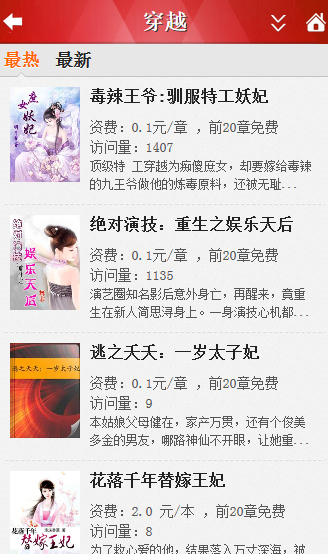 穿越
最热 最新
庶女妖妃
毒辣王爷:驯服特工妖妃
资费：0.1元/章 ，前20章免费
访问量：1407
顶级特 工穿越为痴傻庶女，却要嫁给毒辣
的九王爷做他的炼毒原料，还被无耻...
绝对演技
娱乐天后
绝对演技：重生之娱乐天后
资费：0.1元/章 ，前20章免费
访问量：1135
演艺圈知名影后意外身亡，再醒来，竟重
生在新人简思浔身上。一身演技心机都...
逃之夭夭：一岁太子妃
逃之夭夭：一岁太子妃
资费：0.1元/章 ，前20章免费
访问量：9
本姑娘父母健在，家产万贯，还有个俊美
多金的男友，哪路神仙不开眼，让她重...
花落千年
替嫁王妃
花落千年替嫁王妃
资费：2.0 元/本 ，前20章免费
访问量：8
为了救心爱的他，结果落入万丈深海，被